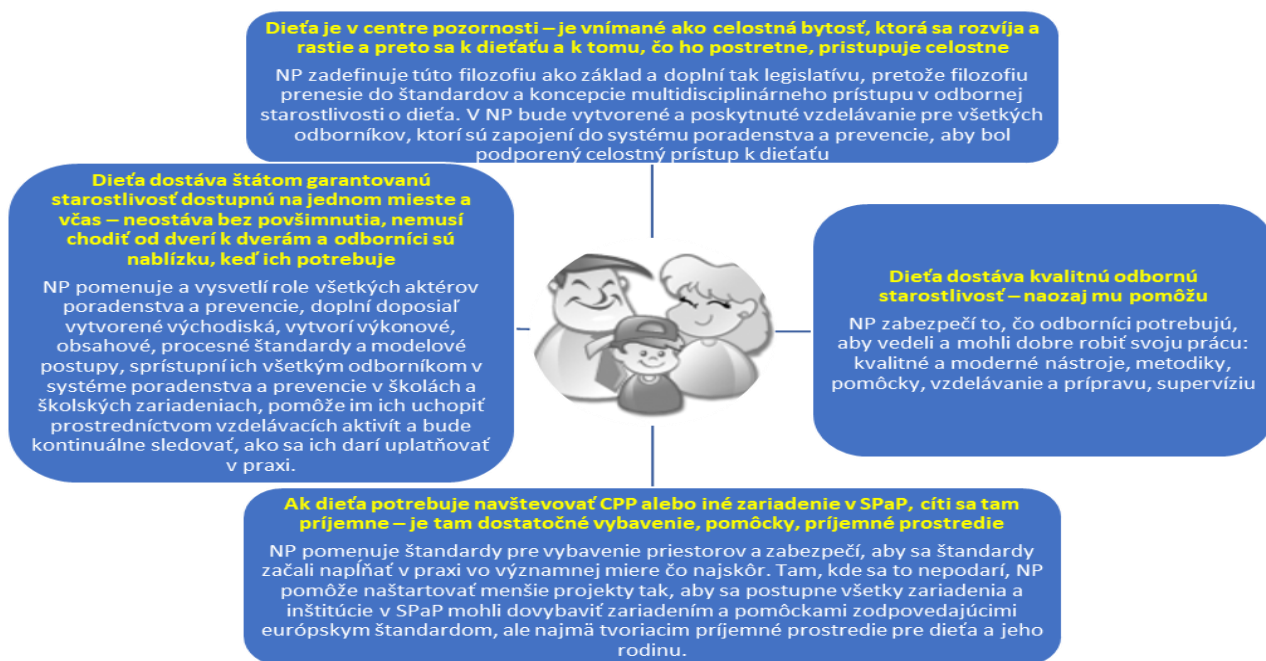 Dieťa je v centre pozornosti – je vnímané ako celostná bytosť, ktorá sa rozvíja a
rastie a preto sa k dieťaťu a k tomu, čo ho postretne, pristupuje celostne
NP zadefinuje túto filozofiu ako základ a doplní tak legislatívu, pretože filozofiu
prenesie do štandardov a koncepcie multidisciplinárneho prístupu v odbornej
starostlivosti o dieťa. V NP bude vytvorené a poskytnuté vzdelávanie pre všetkých
odborníkov, ktorí sú zapojení do systému poradenstva a prevencie, aby bol
podporený celostný prístup k dieťaťu
Dieťa dostáva štátom garantovanú
starostlivosť dostupnú na jednom mieste a
včas – neostáva bez povšimnutia, nemusí
chodiť od dverí k dverám a odborníci sú
nablízku, keď ich potrebuje
NP pomenuje a vysvetlí role všetkých aktérov
poradenstva a prevencie, doplní doposiaľ
vytvorené východiská, vytvorí výkonové,
obsahové, procesné štandardy a modelové
postupy, sprístupní ich všetkým odborníkom v
systéme poradenstva a prevencie v školách a
školských zariadeniach, pomôže im ich uchopiť
prostredníctvom vzdelávacích aktivít a bude
kontinuálne sledovať, ako sa ich darí uplatňovať
v praxi.
Dieťa dostáva kvalitnú odbornú
starostlivosť – naozaj mu pomôžu
NP zabezpečí to, čo odborníci potrebujú,
aby vedeli a mohli dobre robiť svoju prácu:
kvalitné a moderné nástroje, metodiky,
pomôcky, vzdelávanie a prípravu, supervíziu
Ak dieťa potrebuje navštevovať CPP alebo iné zariadenie v SPaP, cíti sa tam
príjemne – je tam dostatočné vybavenie, pomôcky, príjemné prostredie
NP pomenuje štandardy pre vybavenie priestorov a zabezpečí, aby sa štandardy
začali napĺňať v praxi vo významnej miere čo najskôr. Tam, kde sa to nepodarí, NP
pomôže naštartovať menšie projekty tak, aby sa postupne všetky zariadenia a
inštitúcie v SPaP mohli dovybaviť zariadením a pomôckami zodpovedajúcimi
európskym štandardom, ale najmä tvoriacim príjemné prostredie pre dieťa a jeho
rodinu.